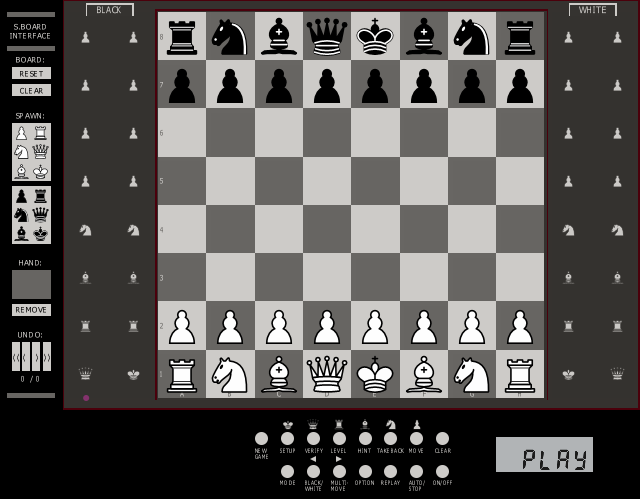 BLACK
WHITE
S.BOARD
INTERFACE
BOARD:
RESET
CLEAR
SPAWN:
HAND:
REMOVE
UNDO:
0 / 0
8
7
6
5
4
3
2
1
NEW GAME
SETUP
VERIFY
LEVEL
HINT
TAKE BACK
MOVE
CLEAR
MODE
BLACK/WHITE
MULTI-MOVE
OPTION
REPLAY
AUTO/STOP
ON/OFF
PLAY